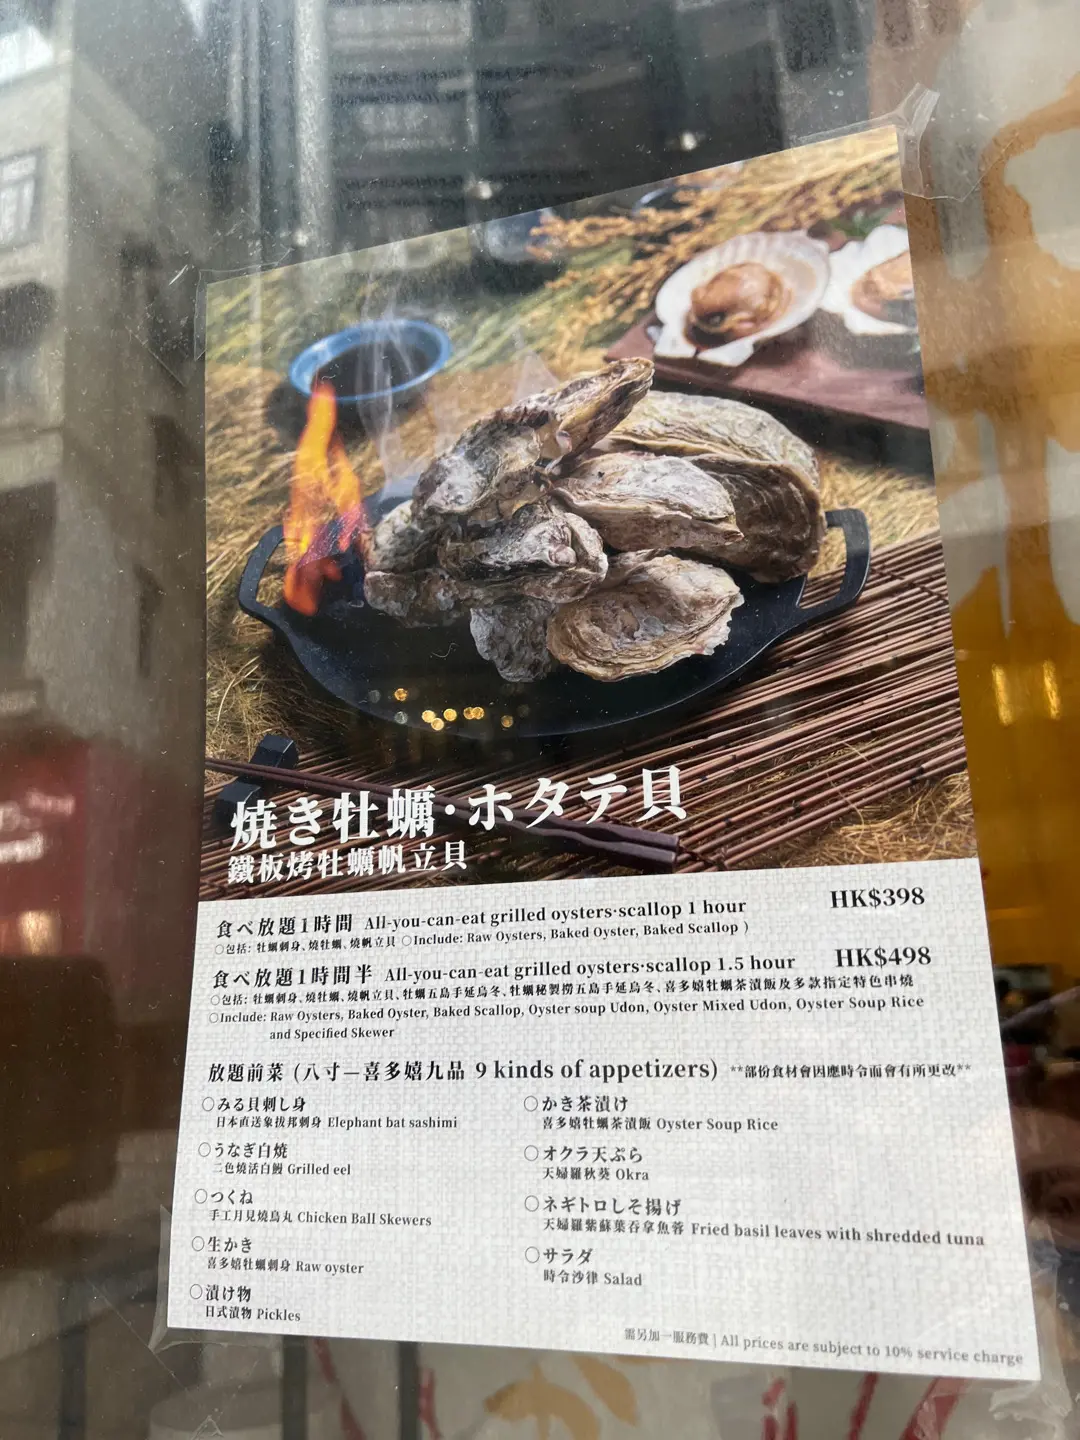 焼き牡蠣・ホタテ貝
鐵板烤牡蠣帆立貝
食べ放題1時間 All-you-can-eat grilled oysters·scallop 1 hour HK$398
○包括: 牡蠣刺身、燒牡蠣、燒帆立貝 ○Include: Raw Oysters, Baked Oyster, Baked Scallop )
食べ放題1時間半 All-you-can-eat grilled oysters·scallop 1.5 hour HK$498
○包括: 牡蠣刺身、燒牡蠣、燒帆立貝、牡蠣五島手延烏冬、牡蠣秘製撈五島手延烏冬、喜多嬉牡蠣茶漬飯及多款指定特色串燒
○Include: Raw Oysters, Baked Oyster, Baked Scallop, Oyster soup Udon, Oyster Mixed Udon, Oyster Soup Rice
and Specified Skewer
放題前菜 (八寸—喜多嬉九品 9 kinds of appetizers) **部份食材會因應時令而會有所更改**
○みる貝刺し身
日本直送象拔邦刺身 Elephant bat sashimi
○うなぎ白焼
二色燒活白鰻 Grilled eel
○つくね
手工月見燒鳥丸 Chicken Ball Skewers
○生かき
喜多嬉牡蠣刺身 Raw oyster
○漬け物
日式漬物 Pickles
○かき茶漬け
喜多嬉牡蠣茶漬飯 Oyster Soup Rice
○オクラ天ぷら
天婦羅秋葵 Okra
○ネギトロしそ揚げ
天婦羅紫蘇葉吞拿魚蓉 Fried basil leaves with shredded tuna
○サラダ
時令沙律 Salad
需另加一服務費 | All prices are subject to 10% service charge